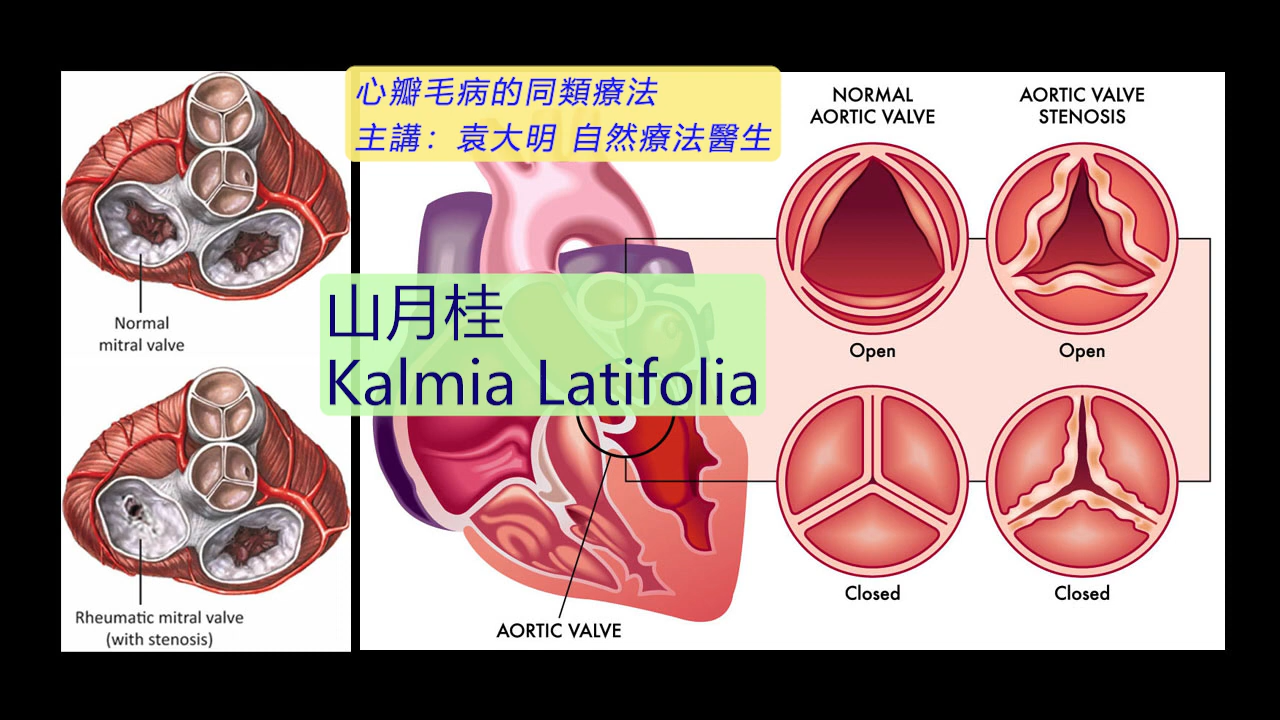 心瓣毛病的同類療法
主講：袁大明 自然療法醫生
山月桂
Kalmia Latifolia
Normal
mitral valve
Rheumatic mitral valve
(with stenosis)
AORTIC VALVE
NORMAL
AORTIC VALVE
AORTIC VALVE
STENOSIS
Open
Open
Closed
Closed